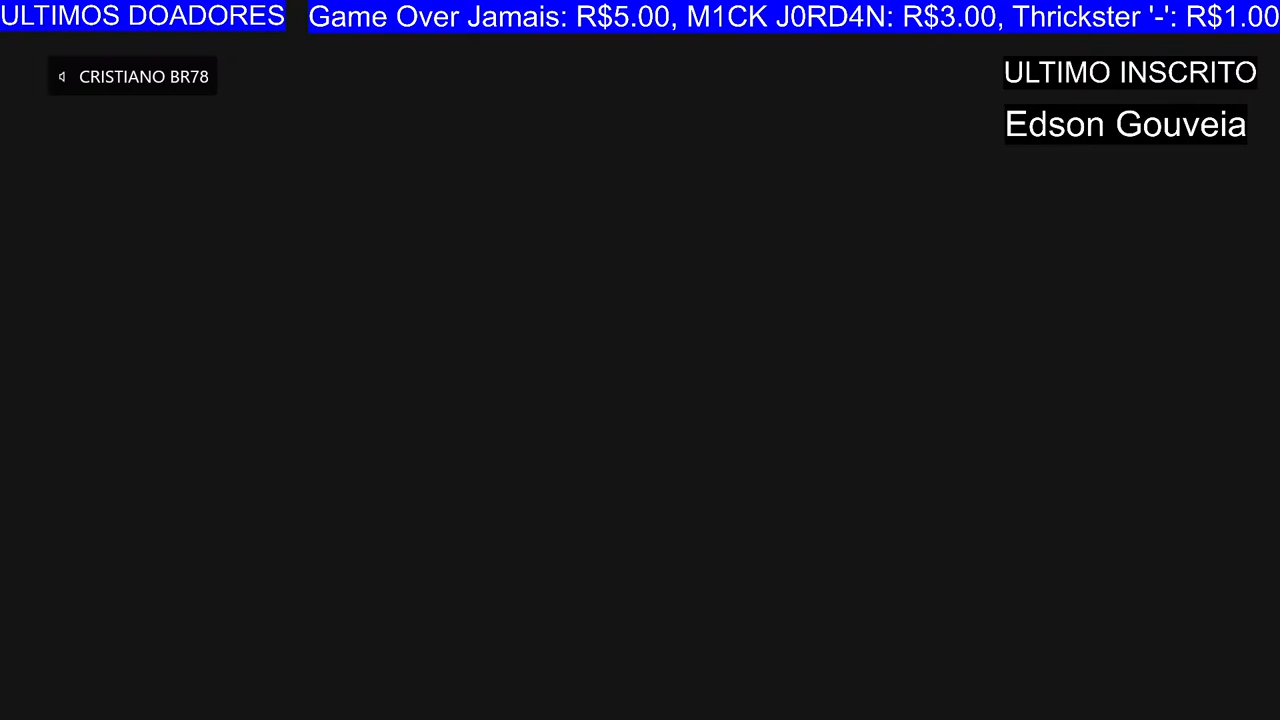 ULTIMOS DOADORES Game Over Jamais: R$5.00, M1CK J0RD4N: R$3.00, Thrickster '-': R$1.00
CRISTIANO BR78
ULTIMO INSCRITO
Edson Gouveia